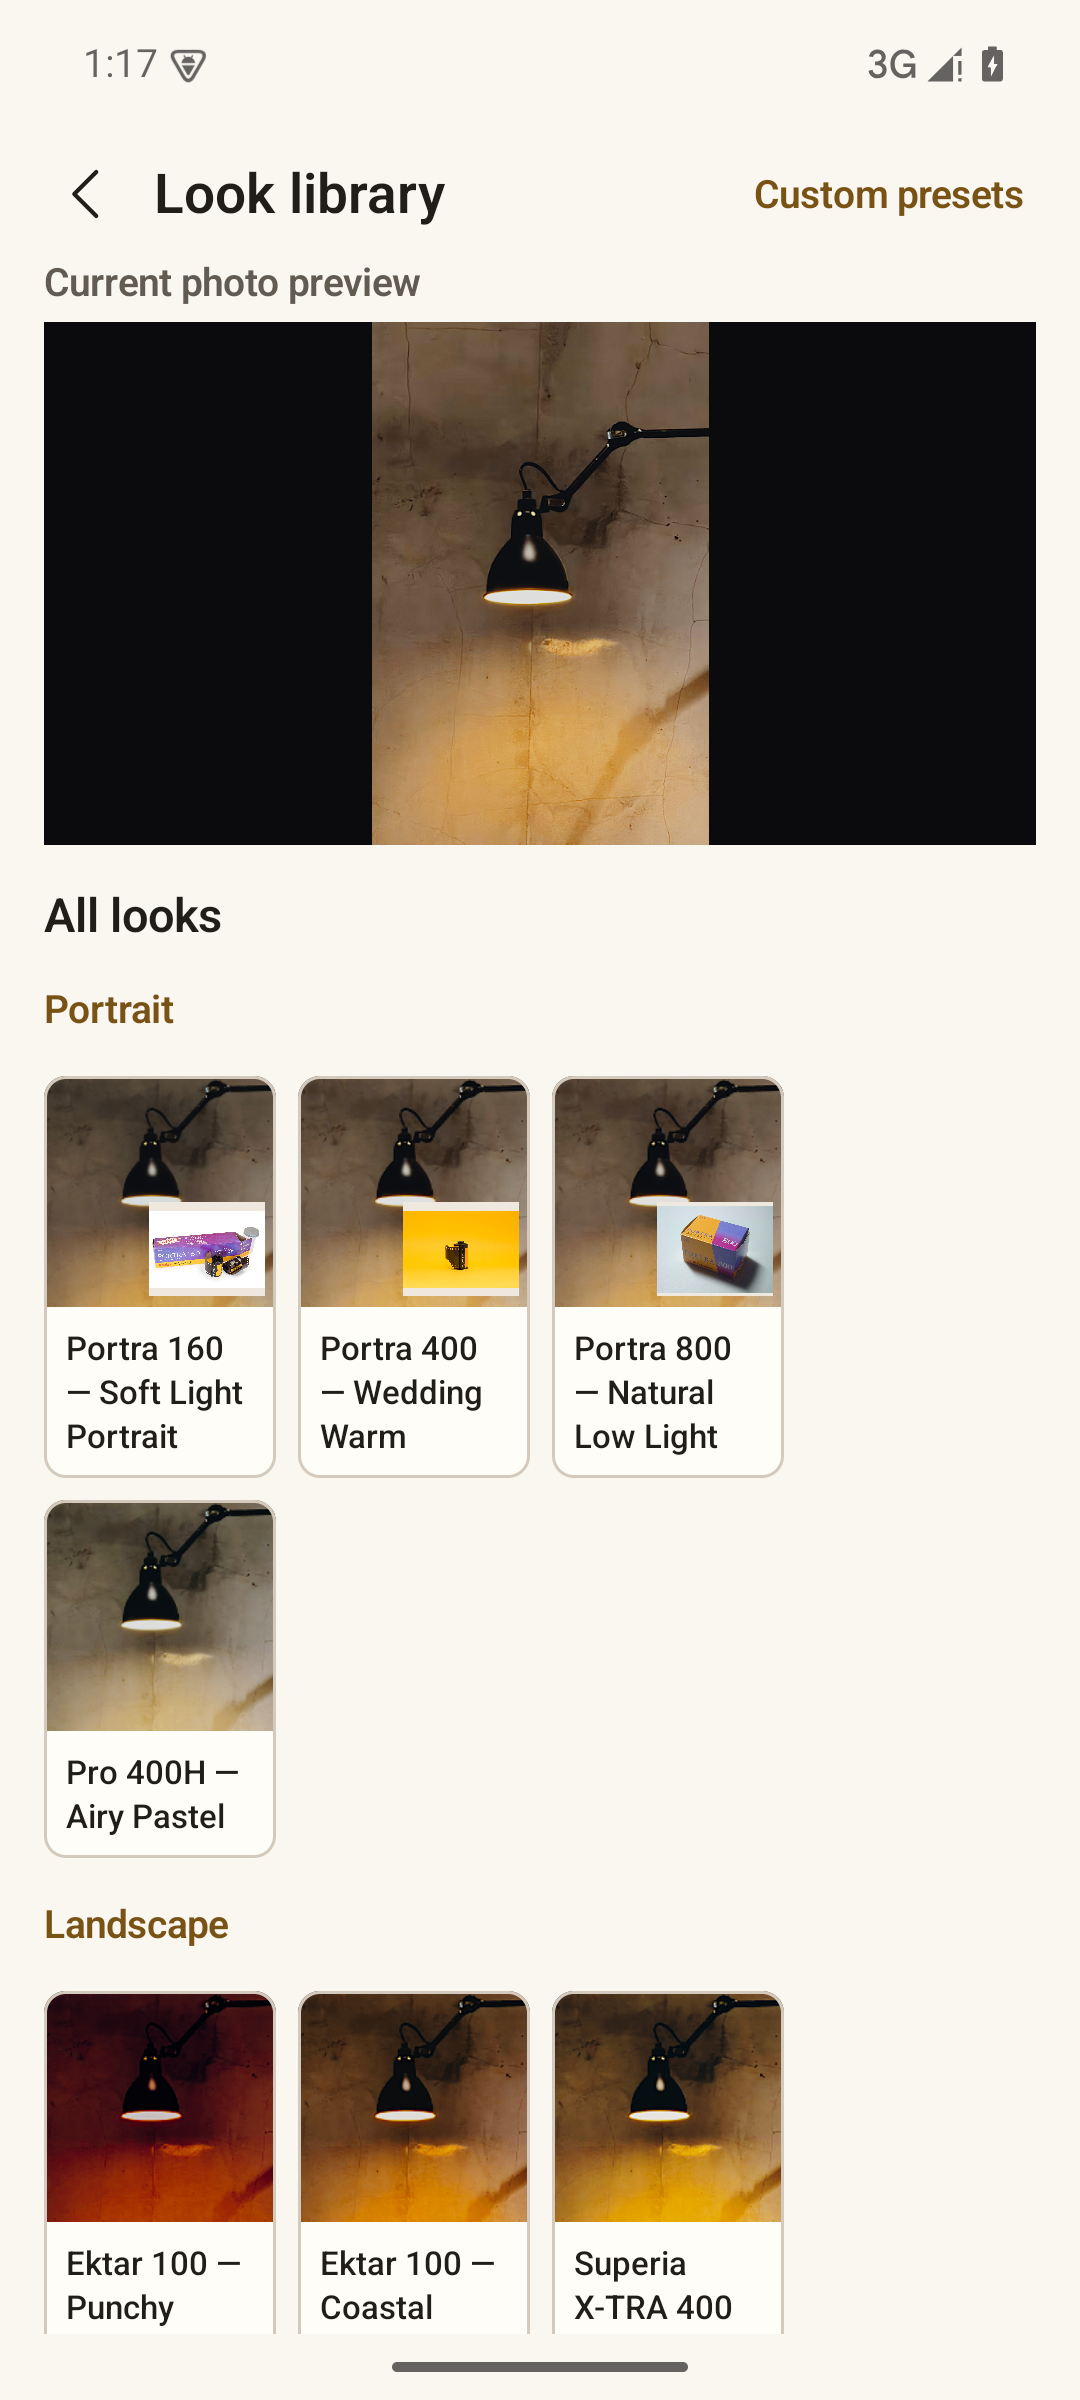 1:17
3G
Look library
Custom presets
Current photo preview
All looks
Portrait
Portra 160
— Soft Light
Portrait
Portra 400
— Wedding
Warm
Portra 800
— Natural
Low Light
Pro 400H —
Airy Pastel
Landscape
Ektar 100 —
Punchy
Ektar 100 —
Coastal
Superia
X-TRA 400